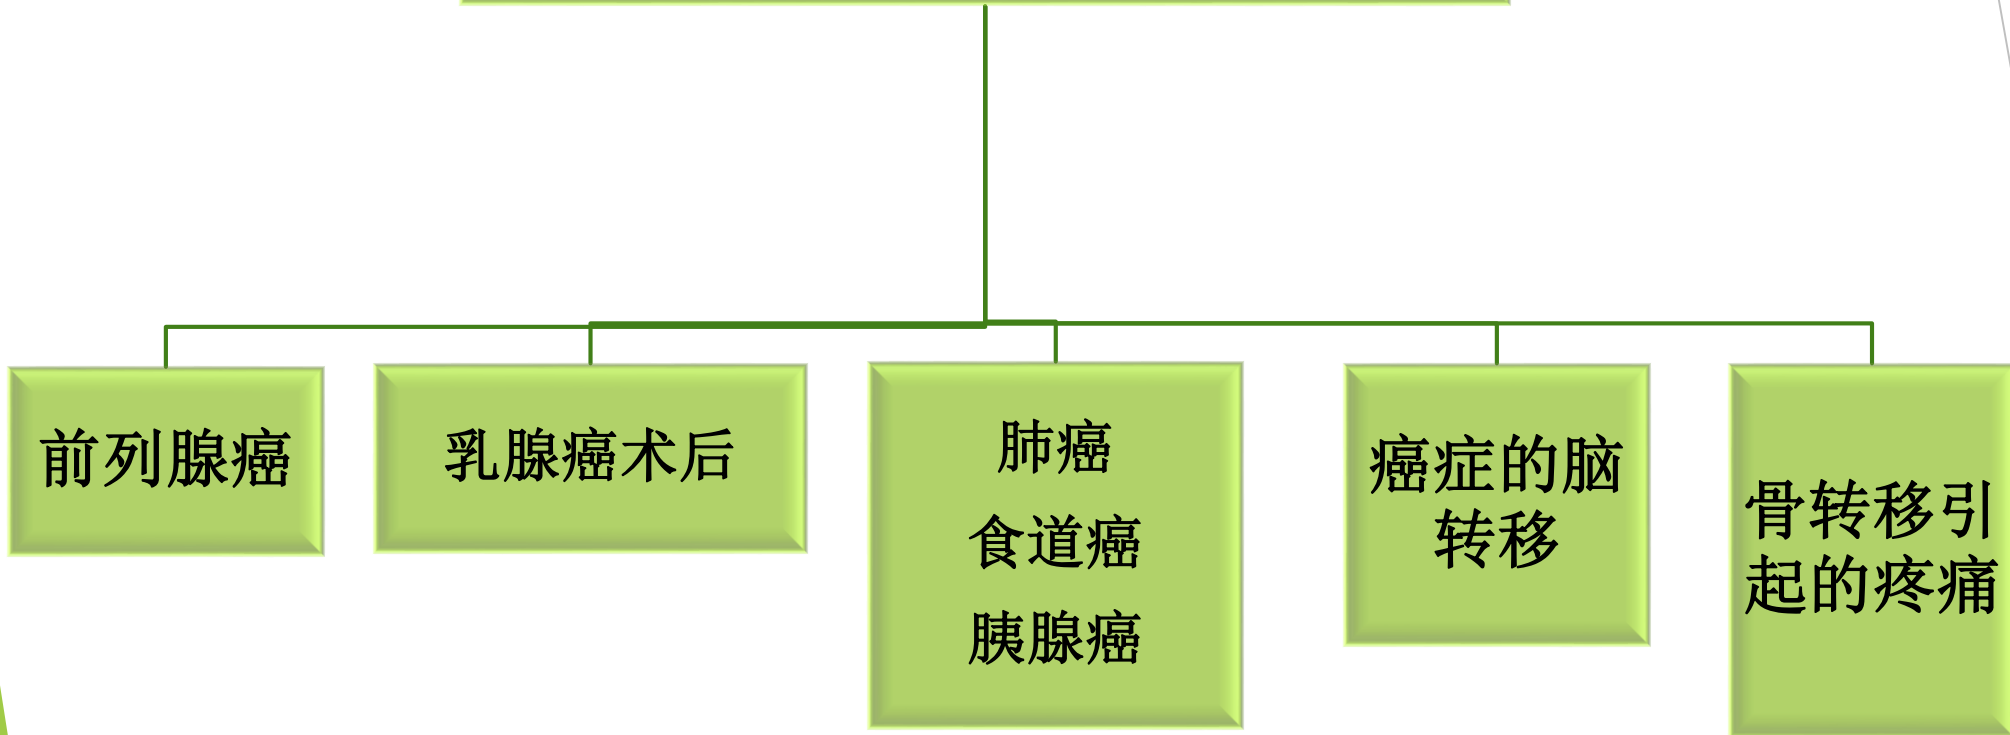 前列腺癌
乳腺癌术后
肺癌
食道癌
胰腺癌
癌症的脑
转移
骨转移引
起的疼痛